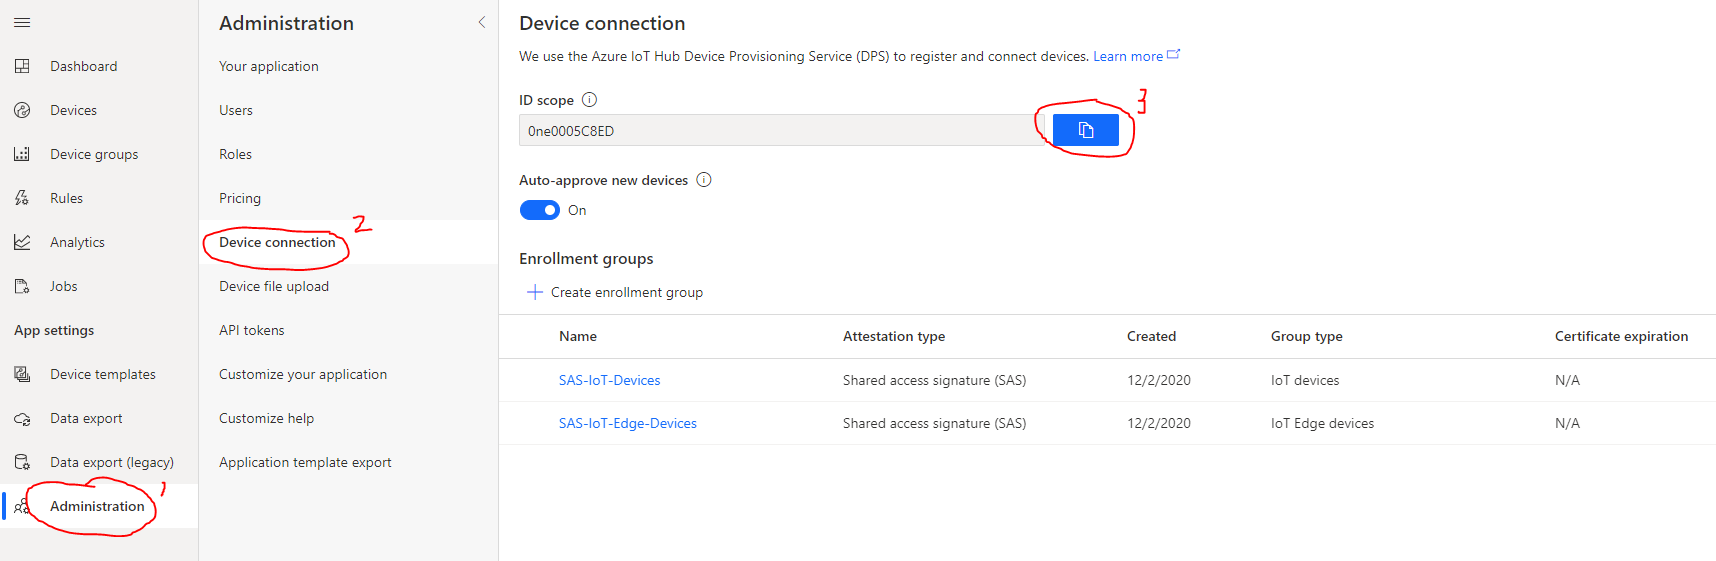 Dashboard
Devices
Device groups
Rules
Analytics
Jobs
App settings
Device templates
Data export
Data export (legacy)
Administration
1
Administration
Your application
Users
Roles
Pricing
Device connection
2
Device file upload
API tokens
Customize your application
Customize help
Application template export
Device connection
We use the Azure IoT Hub Device Provisioning Service (DPS) to register and connect devices. Learn more
ID scope
0ne0005C8ED
3
Auto-approve new devices
On
Enrollment groups
Create enrollment group
Name Attestation type Created Group type Certificate expiration
SAS-IoT-Devices Shared access signature (SAS) 12/2/2020 IoT devices N/A
SAS-IoT-Edge-Devices Shared access signature (SAS) 12/2/2020 IoT Edge devices N/A